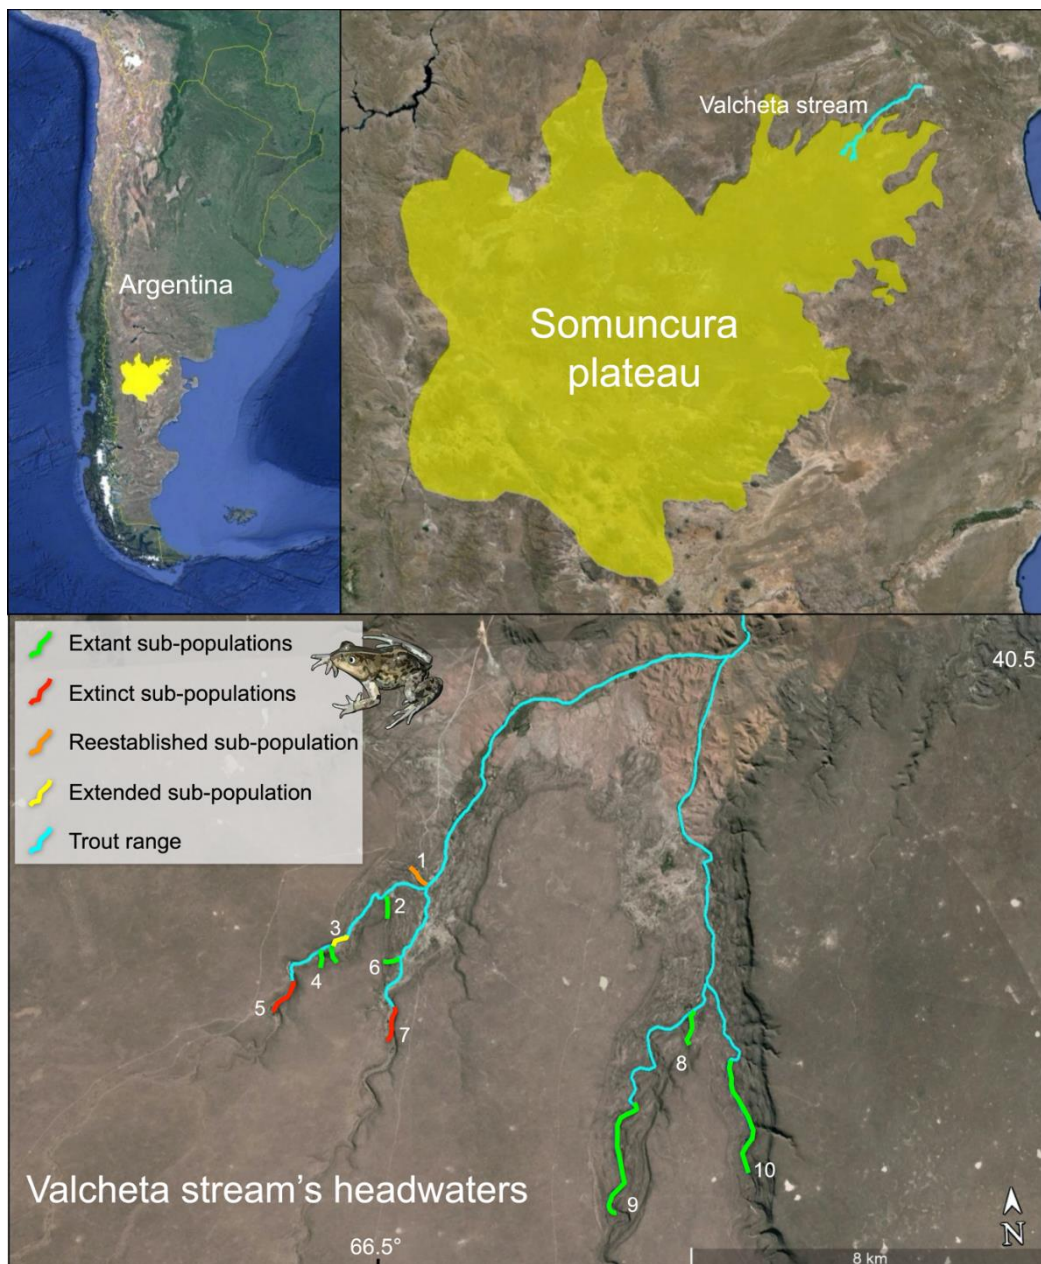 Argentina
Valcheta stream
Somuncura
plateau
Extant sub-populations
Extinct sub-populations
Reestablished sub-population
Extended sub-population
Trout range
40.5
1
2
3
4
5
6
7
8
9
10
Valcheta stream's headwaters
66.5°
N
8 km